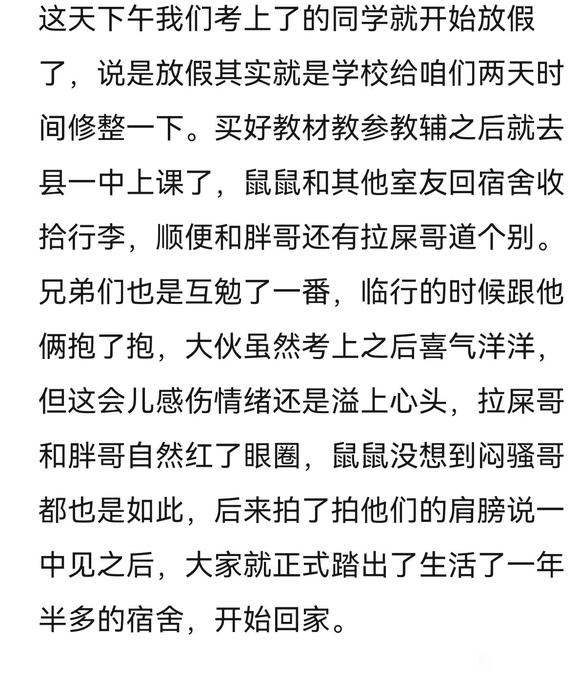 这天下午我们考上了的同学就开始放假
了，说是放假其实就是学校给咱们两天时
间修整一下。买好教材教参教辅之后就去
县一中上课了，鼠鼠和其他室友回宿舍收
拾行李，顺便和胖哥还有拉屎哥道个别。
兄弟们也是互勉了一番，临行的时候跟他
俩抱了抱，大伙虽然考上之后喜气洋洋，
但这会儿感伤情绪还是溢上心头，拉屎哥
和胖哥自然红了眼圈，鼠鼠没想到闷骚哥
都也是如此，后来拍了拍他们的肩膀说一
中见之后，大家就正式踏出了生活了一年
半多的宿舍，开始回家。